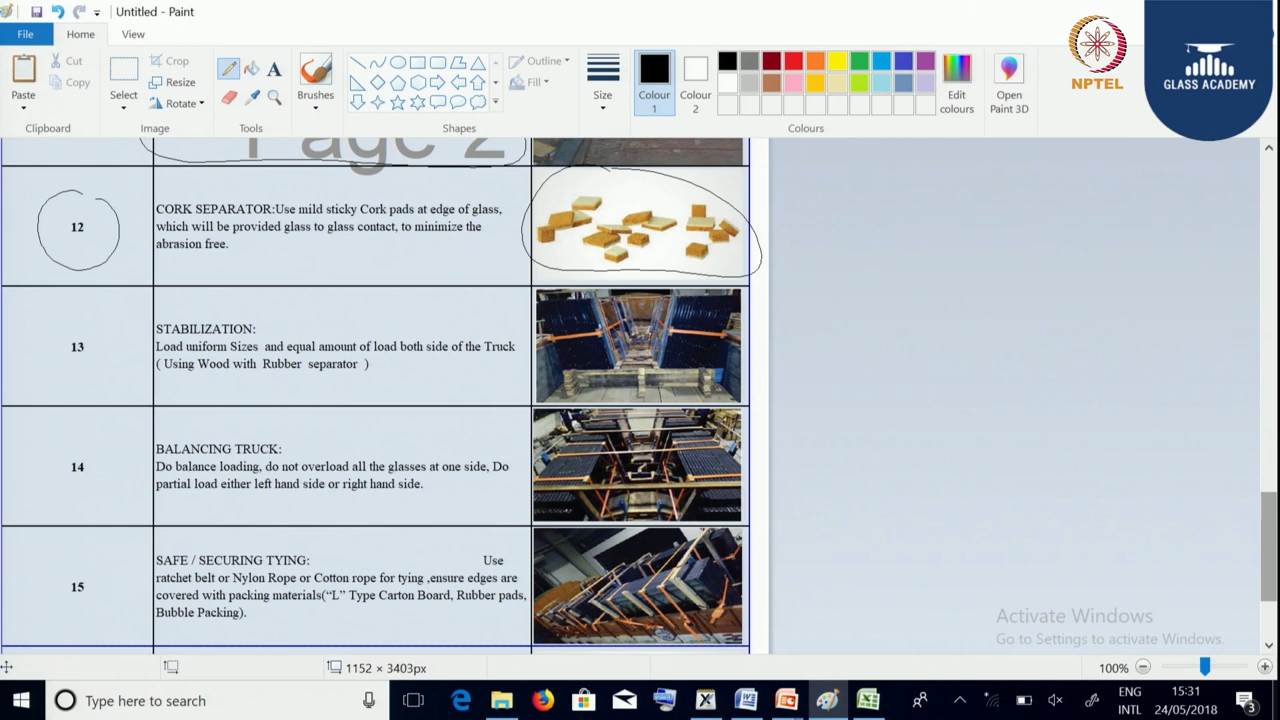 Untitled - Paint
File
Home
View
Paste
Cut
Copy
Clipboard
Select
Crop
Resize
Rotate
Image
Tools
Brushes
Shapes
Outline
Fill
Size
Colour
1
Colour
2
Edit
colours
Open
Paint 3D
Colours
NPTEL
GLASS ACADEMY
Page 2
12
CORK SEPARATOR:Use mild sticky Cork pads at edge of glass,
which will be provided glass to glass contact, to minimize the
abrasion free.
13
STABILIZATION:
Load uniform Sizes and equal amount of load both side of the Truck
( Using Wood with Rubber separator )
14
BALANCING TRUCK:
Do balance loading, do not overload all the glasses at one side, Do
partial load either left hand side or right hand side.
15
SAFE / SECURING TYING: Use
ratchet belt or Nylon Rope or Cotton rope for tying ,ensure edges are
covered with packing materials(“L” Type Carton Board, Rubber pads,
Bubble Packing).
Activate Windows
Go to Settings to activate Windows.
1152 × 3403px
100%
Type here to search
ENG
INTL
15:31
24/05/2018
3